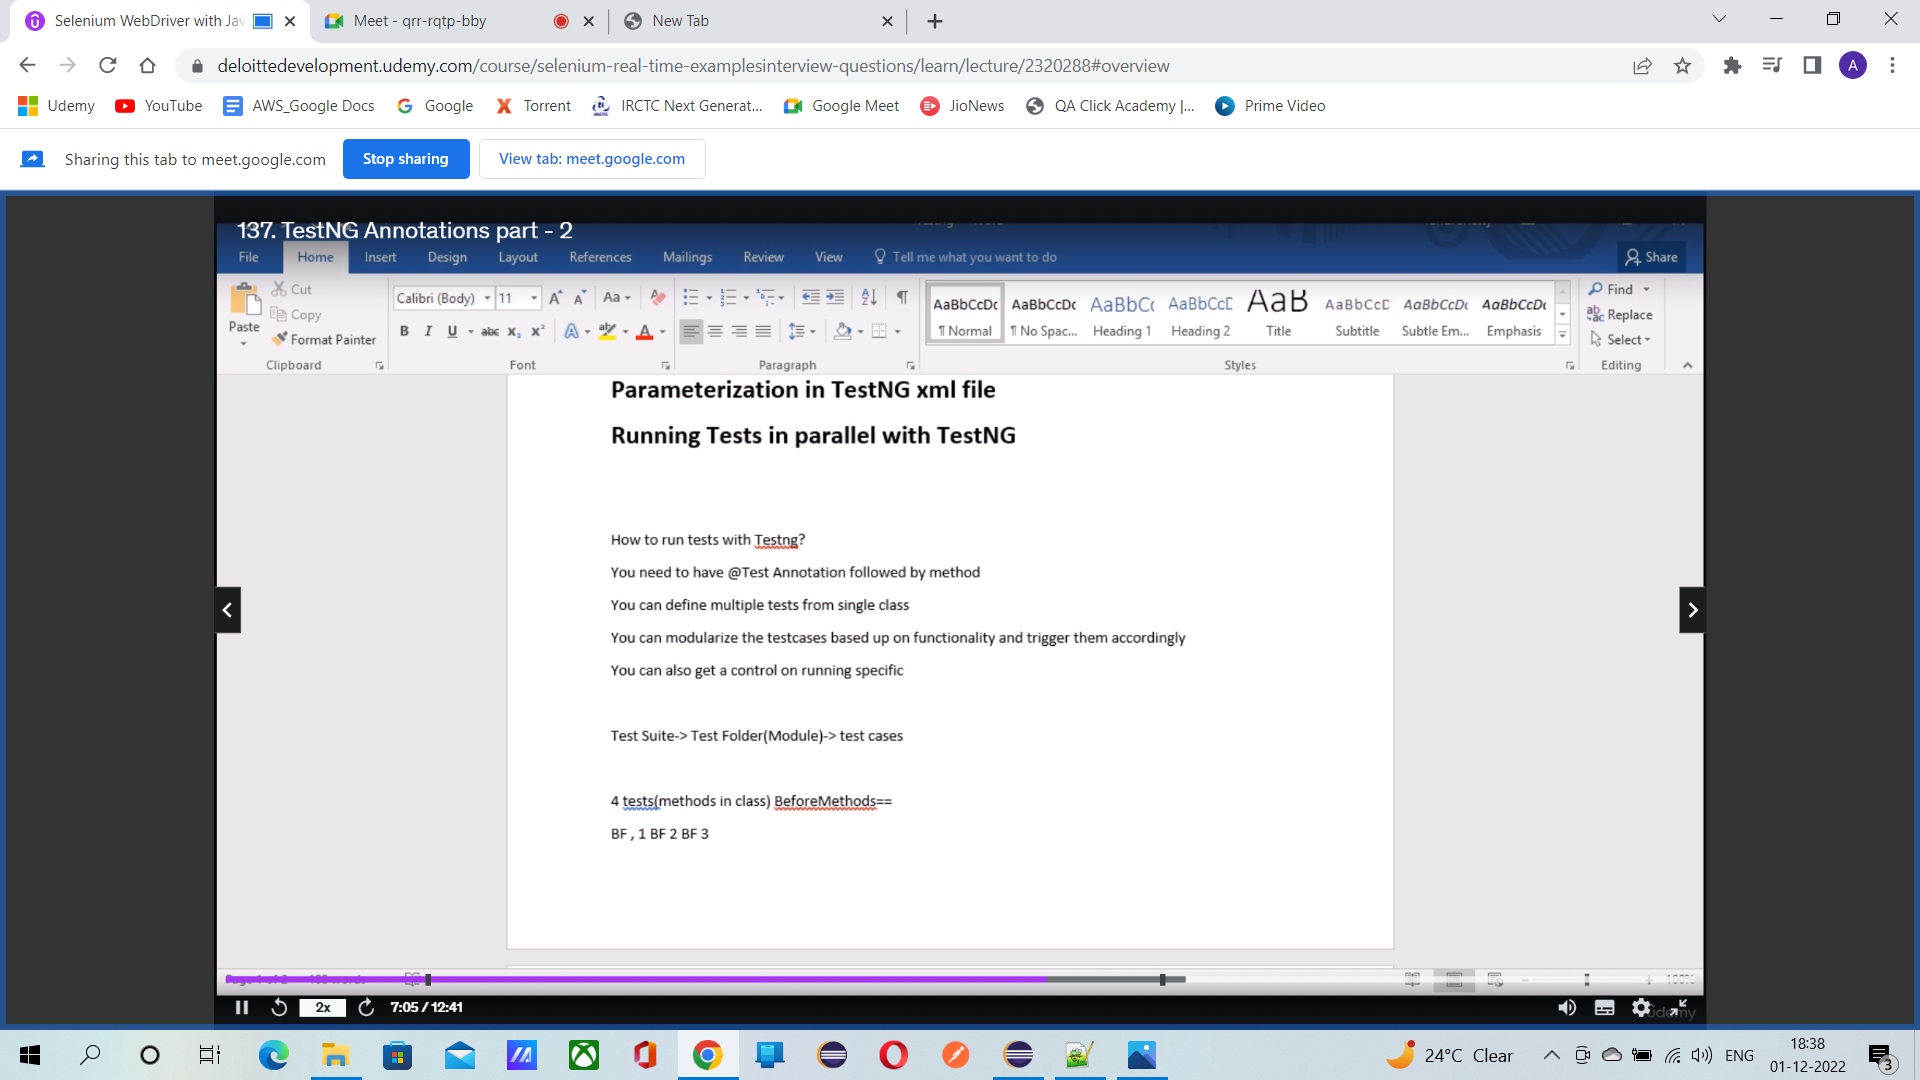 Selenium WebDriver with Jav
Meet - qrr-rqtp-bby
New Tab
deloittedevelopment.udemy.com/course/selenium-real-time-examplesinterview-questions/learn/lecture/2320288#overview
A
Udemy
YouTube
AWS_Google Docs
Google
Torrent
IRCTC Next Generat...
Google Meet
JioNews
QA Click Academy |...
Prime Video
Sharing this tab to meet.google.com
Stop sharing
View tab: meet.google.com
137. TestNG Annotations part - 2
File Home Insert Design Layout References Mailings Review View Tell me what you want to do Share
Cut
Copy
Paste
Format Painter
Clipboard
Calibri (Body) 11
Font
Paragraph
AaBbCcDc AaBbCcDc AaBbC AaBbCcE AaB AaBbCcD AaBbCcDc AaBbCcDc
¶ Normal ¶ No Spac... Heading 1 Heading 2 Title Subtitle Subtle Em... Emphasis
Styles
Find
Replace
Select
Editing
Parameterization in TestNG xml file
Running Tests in parallel with TestNG
How to run tests with Testng?
You need to have @Test Annotation followed by method
You can define multiple tests from single class
You can modularize the testcases based up on functionality and trigger them accordingly
You can also get a control on running specific
Test Suite-> Test Folder(Module)-> test cases
4 tests(methods in class) BeforeMethods==
BF , 1 BF 2 BF 3
100%
2x
7:05 / 12:41
udemy
24°C Clear
ENG
18:38
01-12-2022
3